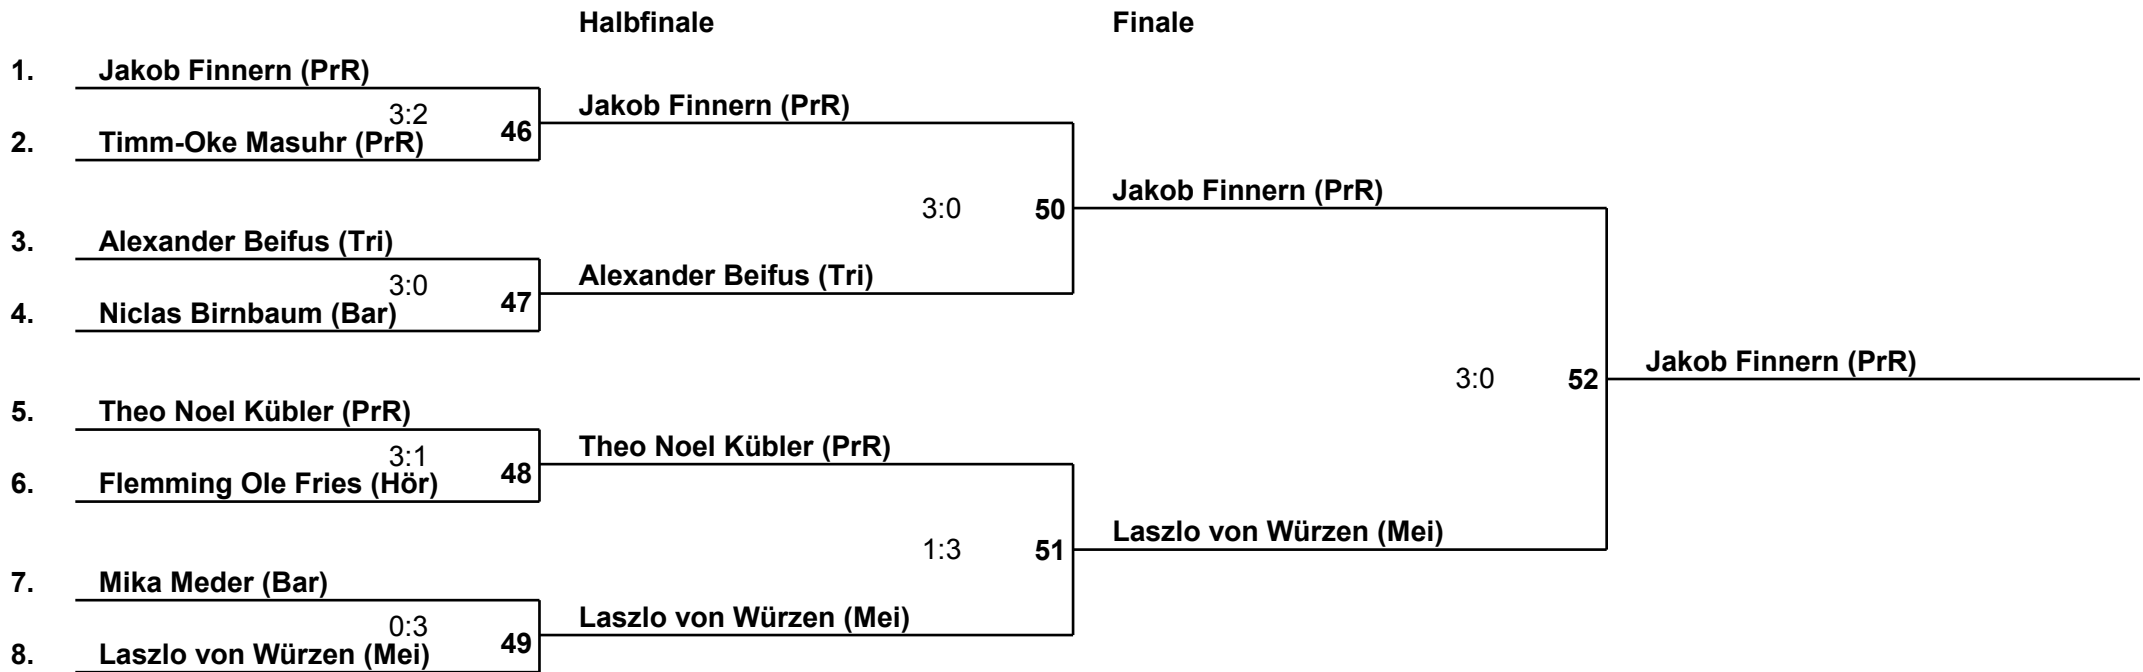 Halbfinale Finale
1. Jakob Finnern (PrR)
Jakob Finnern (PrR)
3:2 46
2. Timm-Oke Masuhr (PrR)
Jakob Finnern (PrR)
3:0 50
3. Alexander Beifus (Tri)
Alexander Beifus (Tri)
3:0 47
4. Niclas Birnbaum (Bar)
Jakob Finnern (PrR)
3:0 52
5. Theo Noel Kübler (PrR)
Theo Noel Kübler (PrR)
3:1 48
6. Flemming Ole Fries (Hör)
Laszlo von Würzen (Mei)
1:3 51
7. Mika Meder (Bar)
Laszlo von Würzen (Mei)
0:3 49
8. Laszlo von Würzen (Mei)